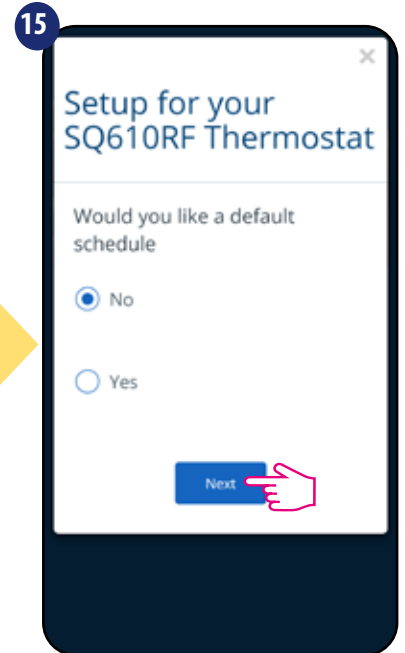 15
×
Setup for your
SQ610RF Thermostat
Would you like a default
schedule
No
Yes
Next